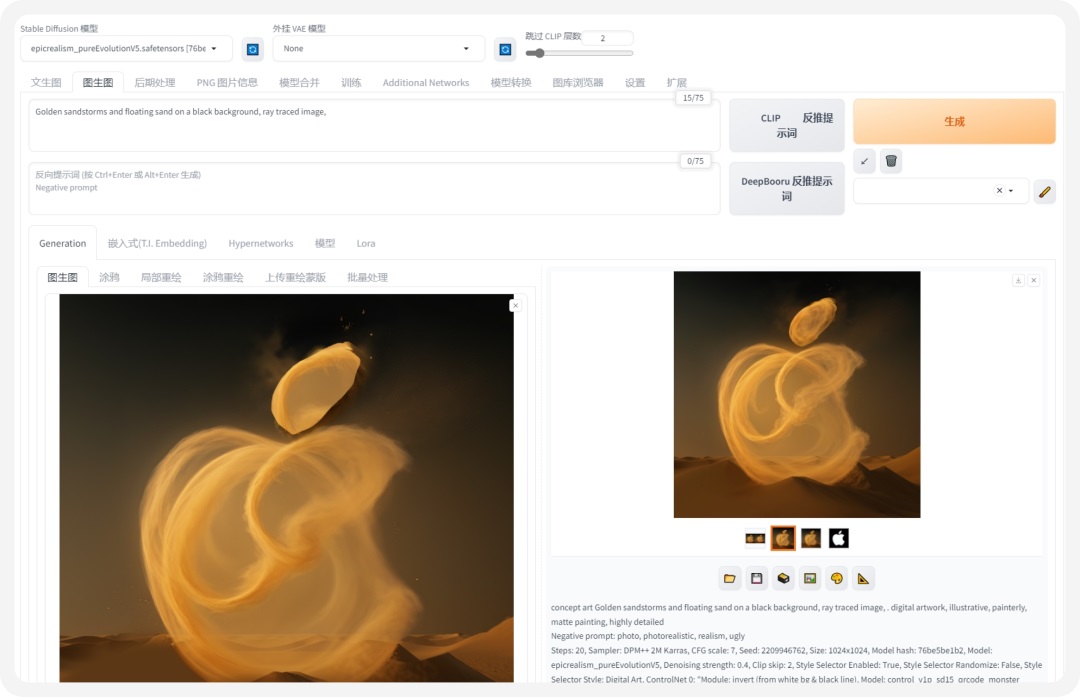 Stable Diffusion 模型
外挂 VAE 模型
跳过 CLIP 层数
2
epicrealism_pureEvolutionV5.safetensors [76be
None
文生图 图生图 后期处理 PNG 图片信息 模型合并 训练 Additional Networks 模型转换 图库浏览器 设置 扩展
15/75
Golden sandstorms and floating sand on a black background, ray traced image,
CLIP 反推提示词
生成
0/75
反向提示词 (按 Ctrl+Enter 或 Alt+Enter 生成)
Negative prompt
DeepBooru 反推提示词
Generation 嵌入式(T.I. Embedding) Hypernetworks 模型 Lora
图生图 涂鸦 局部重绘 涂鸦重绘 上传重绘蒙版 批量处理
concept art Golden sandstorms and floating sand on a black background, ray traced image, . digital artwork, illustrative, painterly,
matte painting, highly detailed
Negative prompt: photo, photorealistic, realism, ugly
Steps: 20, Sampler: DPM++ 2M Karras, CFG scale: 7, Seed: 2209946762, Size: 1024x1024, Model hash: 76be5be1b2, Model:
epicrealism_pureEvolutionV5, Denoising strength: 0.4, Clip skip: 2, Style Selector Enabled: True, Style Selector Randomize: False, Style
Selector Style: Digital Art, ControlNet 0: "Module: invert (from white bg & black line), Model: control_v1p_sd15_qrcode_monster